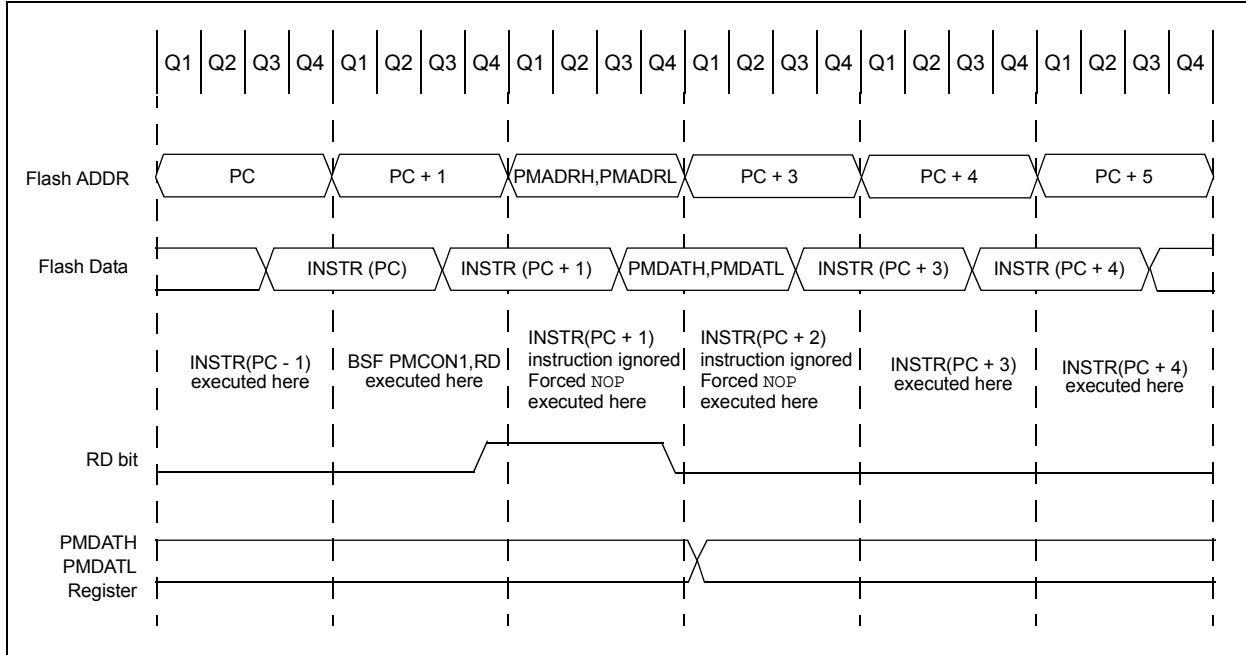 Q1 Q2 Q3 Q4 Q1 Q2 Q3 Q4 Q1 Q2 Q3 Q4 Q1 Q2 Q3 Q4 Q1 Q2 Q3 Q4 Q1 Q2 Q3 Q4
Flash ADDR PC PC + 1 PMADRH,PMADRL PC + 3 PC + 4 PC + 5
Flash Data INSTR (PC) INSTR (PC + 1) PMDATH,PMDATL INSTR (PC + 3) INSTR (PC + 4)
INSTR(PC - 1)
executed here
BSF PMCON1,RD
executed here
INSTR(PC + 1)
instruction ignored
Forced NOP
executed here
INSTR(PC + 2)
instruction ignored
Forced NOP
executed here
INSTR(PC + 3)
executed here
INSTR(PC + 4)
executed here
RD bit
PMDATH
PMDATL
Register